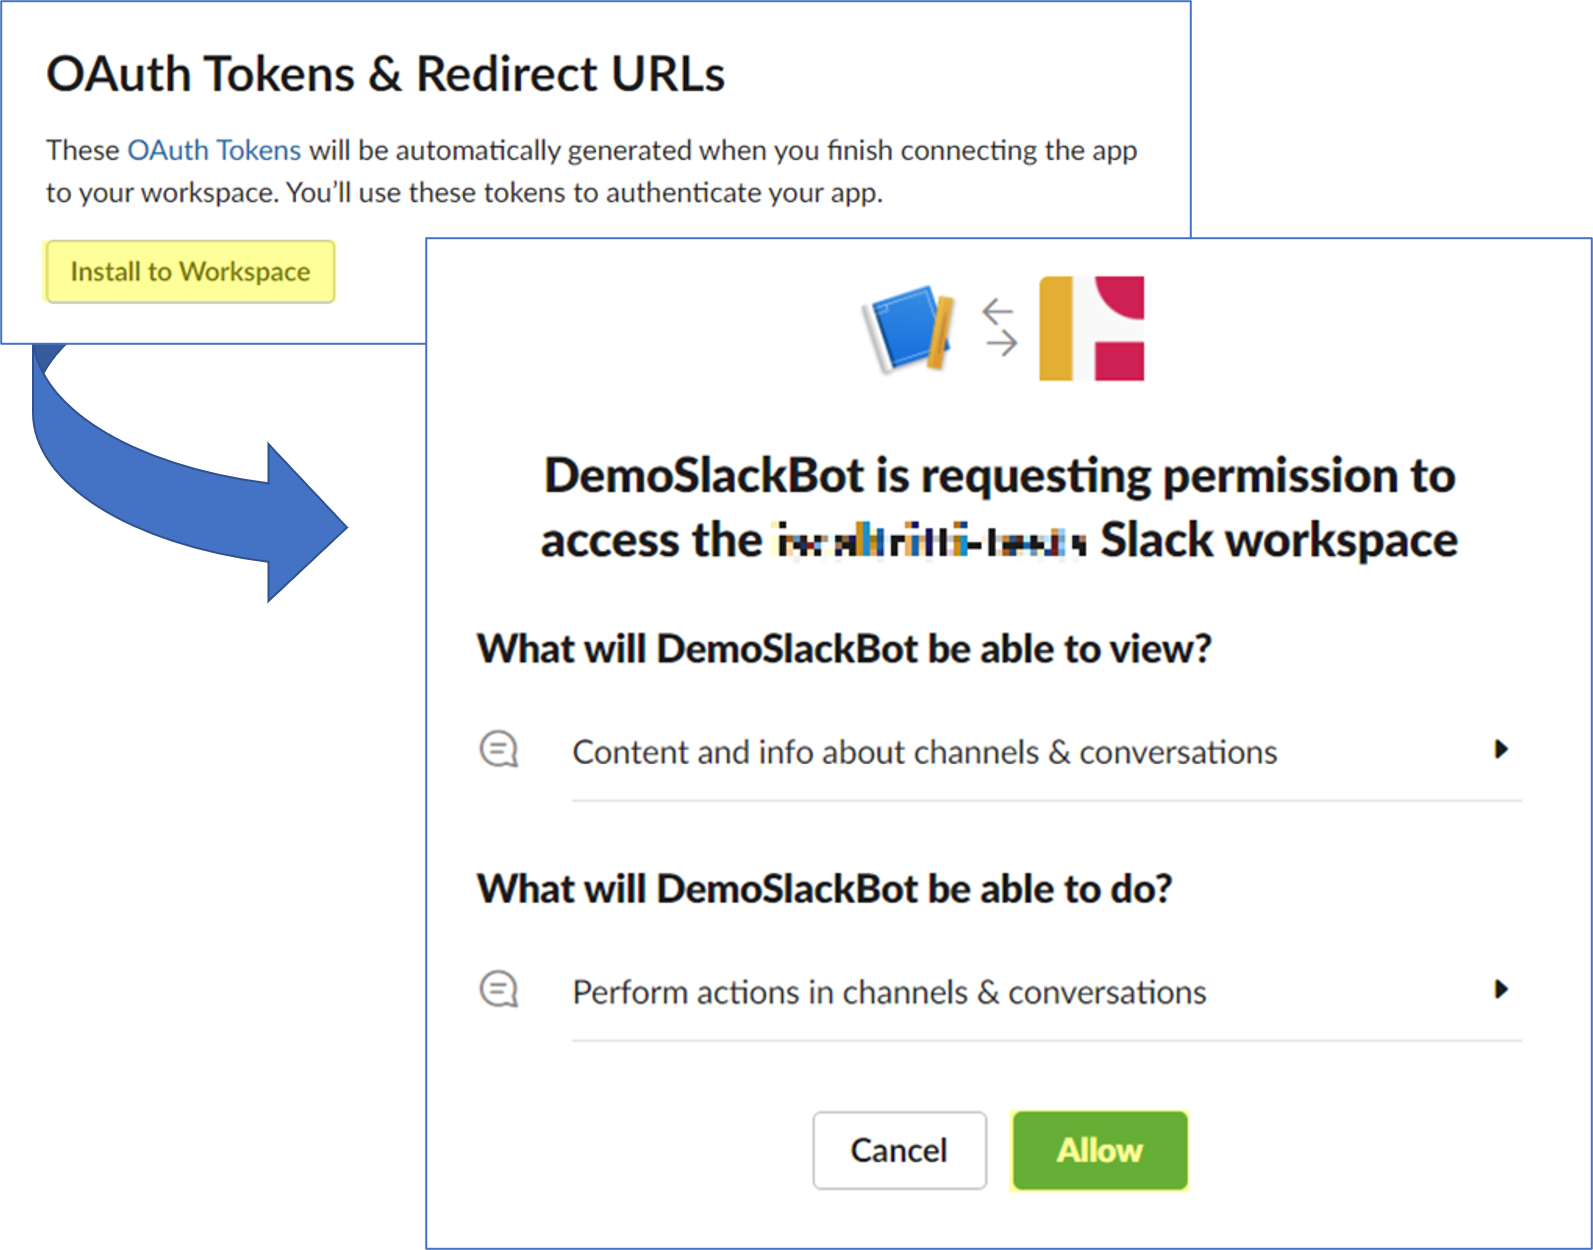 OAuth Tokens & Redirect URLs
These OAuth Tokens will be automatically generated when you finish connecting the app
to your workspace. You’ll use these tokens to authenticate your app.
Install to Workspace
DemoSlackBot is requesting permission to
access the Slack workspace
What will DemoSlackBot be able to view?
Content and info about channels & conversations
What will DemoSlackBot be able to do?
Perform actions in channels & conversations
Cancel
Allow